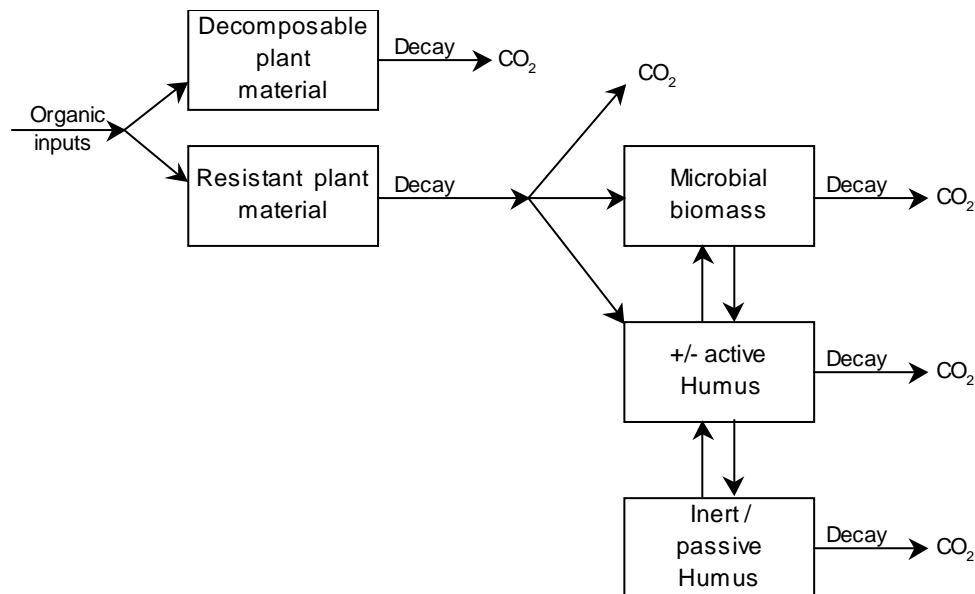 Decomposable
plant
material
Decay
CO₂
CO₂
Organic
inputs
Resistant plant
material
Decay
Microbial
biomass
Decay
CO₂
+/- active
Humus
Decay
CO₂
Inert /
passive
Humus
Decay
CO₂